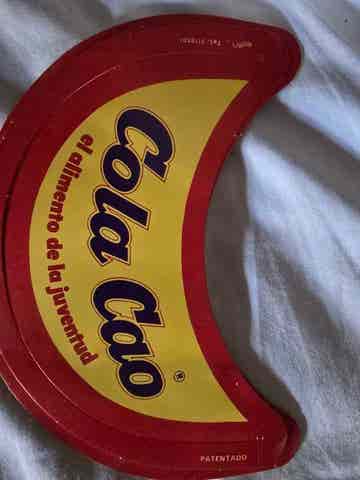 Cola Cao®
el alimento de la juventud
PATENTADO